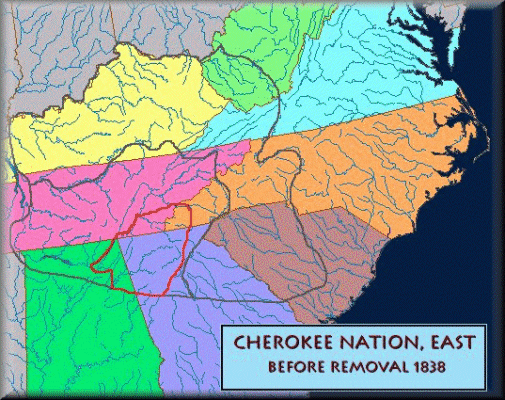 CHEROKEE NATION, EAST
BEFORE REMOVAL 1838